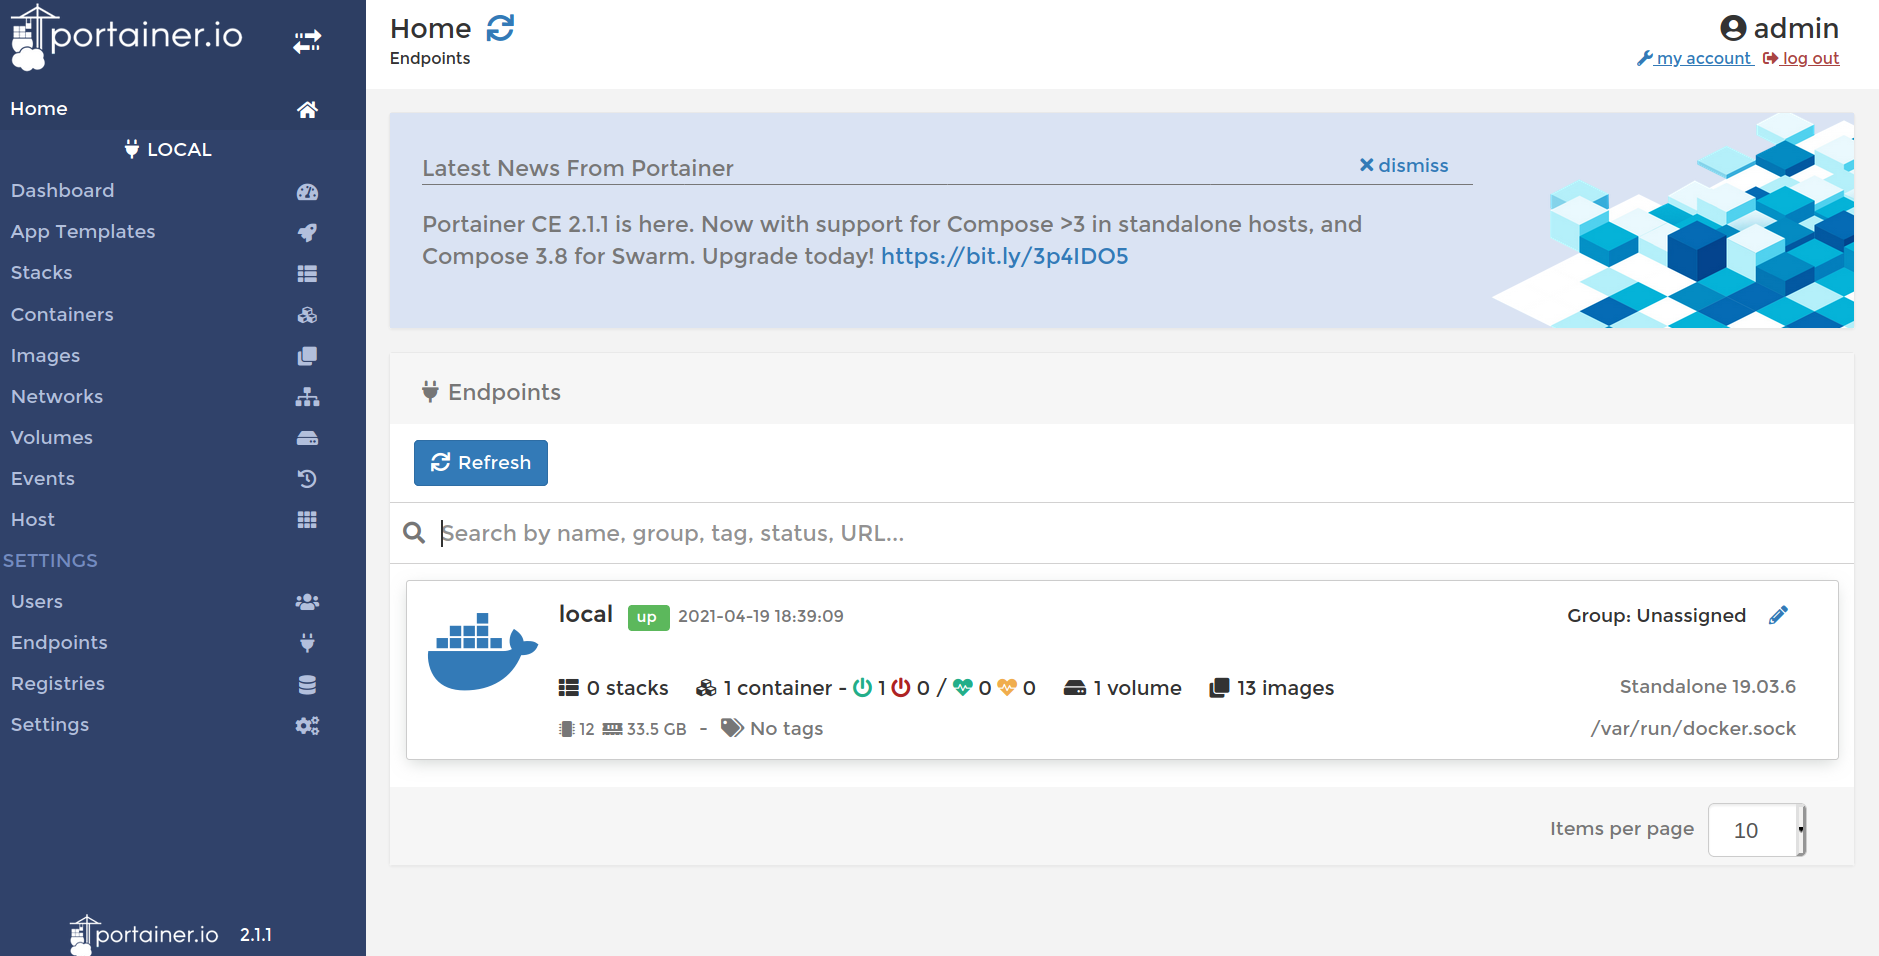 portainer.io
Home
LOCAL
Dashboard
App Templates
Stacks
Containers
Images
Networks
Volumes
Events
Host
SETTINGS
Users
Endpoints
Registries
Settings
portainer.io 2.1.1
Home
Endpoints
admin
my account log out
Latest News From Portainer
dismiss
Portainer CE 2.1.1 is here. Now with support for Compose >3 in standalone hosts, and
Compose 3.8 for Swarm. Upgrade today! https://bit.ly/3p4IDO5
Endpoints
Refresh
Search by name, group, tag, status, URL...
local up 2021-04-19 18:39:09
Group: Unassigned
0 stacks 1 container - 1 0 / 0 0 1 volume 13 images
Standalone 19.03.6
12 33.5 GB - No tags
/var/run/docker.sock
Items per page 10